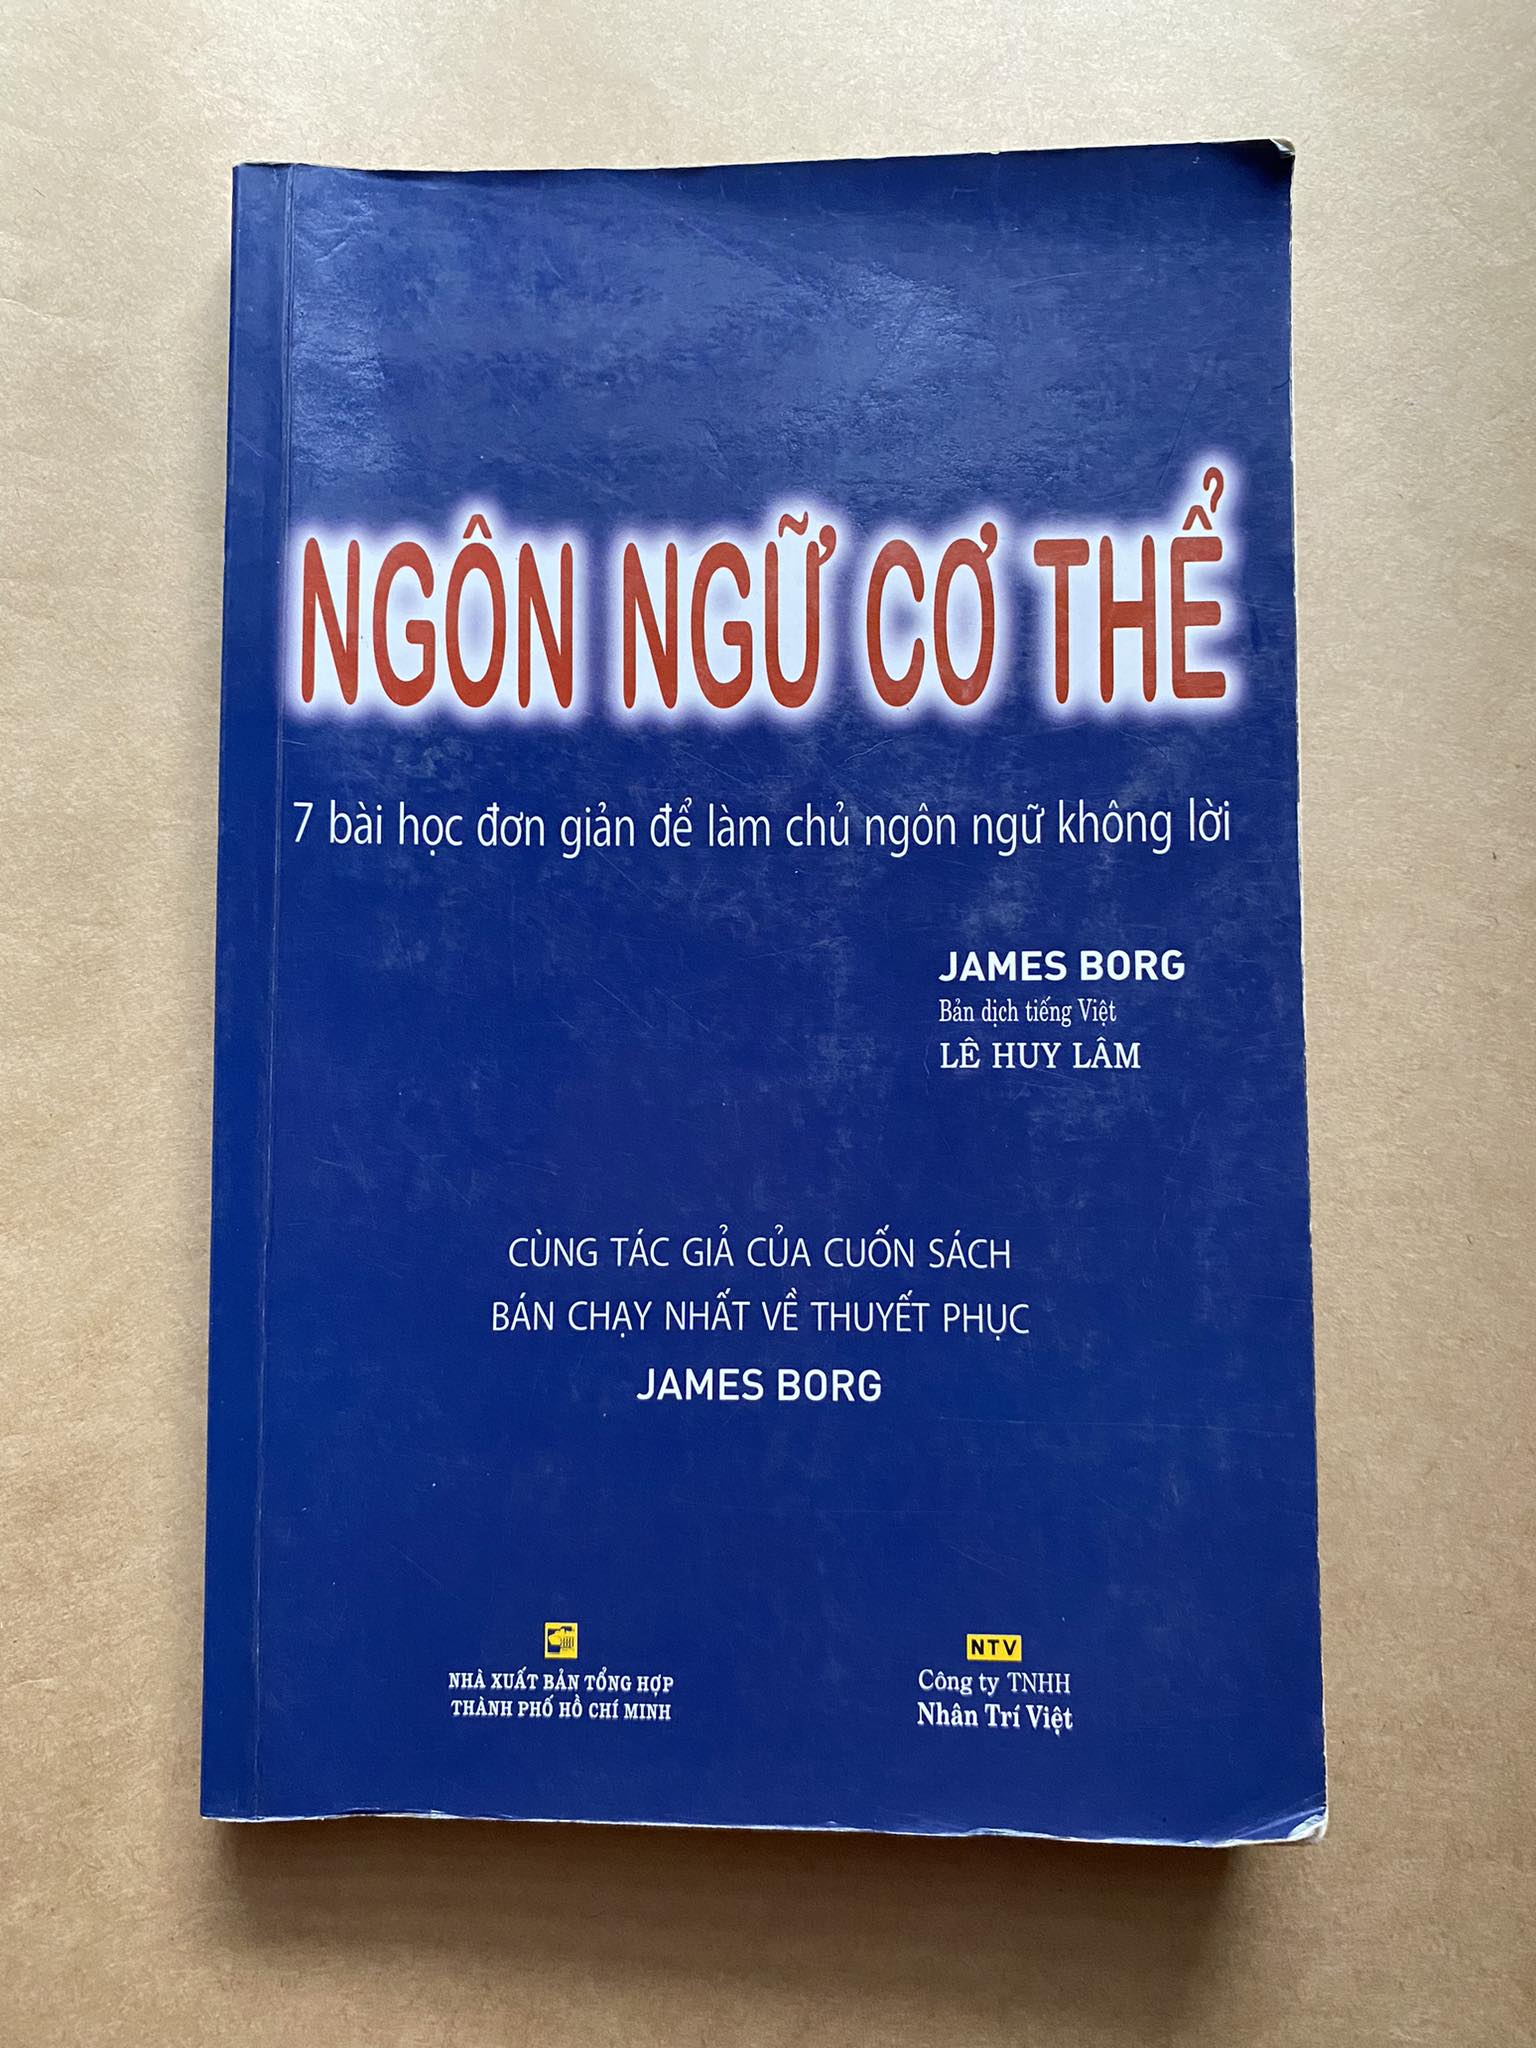 NGÔN NGỮ CƠ THỂ
7 bài học đơn giản để làm chủ ngôn ngữ không lời
JAMES BORG
Bản dịch tiếng Việt
LÊ HUY LÂM
CÙNG TÁC GIẢ CỦA CUỐN SÁCH
BÁN CHẠY NHẤT VỀ THUYẾT PHỤC
JAMES BORG
NHÀ XUẤT BẢN TỔNG HỢP
THÀNH PHỐ HỒ CHÍ MINH
NTV
Công ty TNHH
Nhân Trí Việt